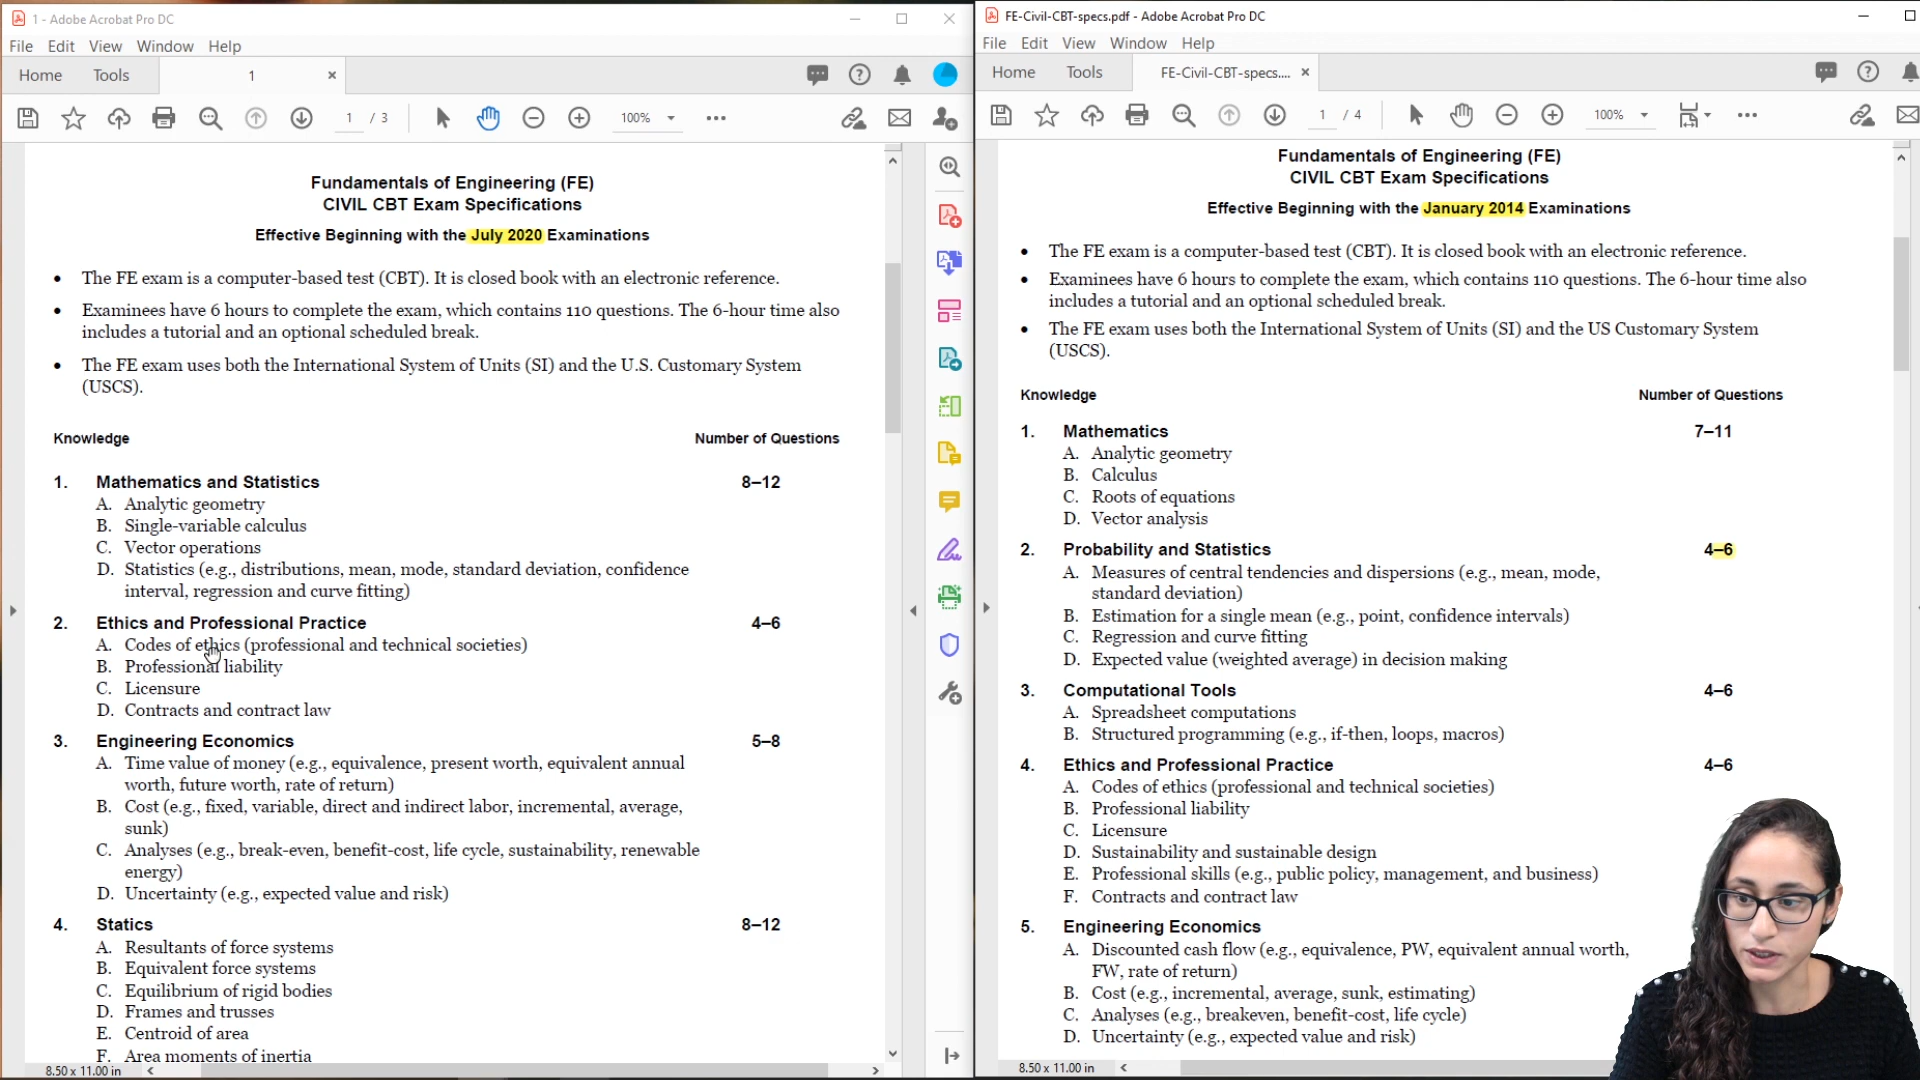 1 - Adobe Acrobat Pro DC
File Edit View Window Help
Home Tools 1
1 / 3 100%
Fundamentals of Engineering (FE)
CIVIL CBT Exam Specifications
Effective Beginning with the July 2020 Examinations
• The FE exam is a computer-based test (CBT). It is closed book with an electronic reference.
• Examinees have 6 hours to complete the exam, which contains 110 questions. The 6-hour time also
includes a tutorial and an optional scheduled break.
• The FE exam uses both the International System of Units (SI) and the U.S. Customary System
(USCS).
Knowledge Number of Questions
1. Mathematics and Statistics 8–12
A. Analytic geometry
B. Single-variable calculus
C. Vector operations
D. Statistics (e.g., distributions, mean, mode, standard deviation, confidence
interval, regression and curve fitting)
2. Ethics and Professional Practice 4–6
A. Codes of ethics (professional and technical societies)
B. Professional liability
C. Licensure
D. Contracts and contract law
3. Engineering Economics 5–8
A. Time value of money (e.g., equivalence, present worth, equivalent annual
worth, future worth, rate of return)
B. Cost (e.g., fixed, variable, direct and indirect labor, incremental, average,
sunk)
C. Analyses (e.g., break-even, benefit-cost, life cycle, sustainability, renewable
energy)
D. Uncertainty (e.g., expected value and risk)
4. Statics 8–12
A. Resultants of force systems
B. Equivalent force systems
C. Equilibrium of rigid bodies
D. Frames and trusses
E. Centroid of area
F. Area moments of inertia
8.50 x 11.00 in
FE-Civil-CBT-specs.pdf - Adobe Acrobat Pro DC
File Edit View Window Help
Home Tools FE-Civil-CBT-specs....
1 / 4 100%
Fundamentals of Engineering (FE)
CIVIL CBT Exam Specifications
Effective Beginning with the January 2014 Examinations
• The FE exam is a computer-based test (CBT). It is closed book with an electronic reference.
• Examinees have 6 hours to complete the exam, which contains 110 questions. The 6-hour time also
includes a tutorial and an optional scheduled break.
• The FE exam uses both the International System of Units (SI) and the US Customary System
(USCS).
Knowledge Number of Questions
1. Mathematics 7–11
A. Analytic geometry
B. Calculus
C. Roots of equations
D. Vector analysis
2. Probability and Statistics 4–6
A. Measures of central tendencies and dispersions (e.g., mean, mode,
standard deviation)
B. Estimation for a single mean (e.g., point, confidence intervals)
C. Regression and curve fitting
D. Expected value (weighted average) in decision making
3. Computational Tools 4–6
A. Spreadsheet computations
B. Structured programming (e.g., if-then, loops, macros)
4. Ethics and Professional Practice 4–6
A. Codes of ethics (professional and technical societies)
B. Professional liability
C. Licensure
D. Sustainability and sustainable design
E. Professional skills (e.g., public policy, management, and business)
F. Contracts and contract law
5. Engineering Economics
A. Discounted cash flow (e.g., equivalence, PW, equivalent annual worth,
FW, rate of return)
B. Cost (e.g., incremental, average, sunk, estimating)
C. Analyses (e.g., breakeven, benefit-cost, life cycle)
D. Uncertainty (e.g., expected value and risk)
8.50 x 11.00 in